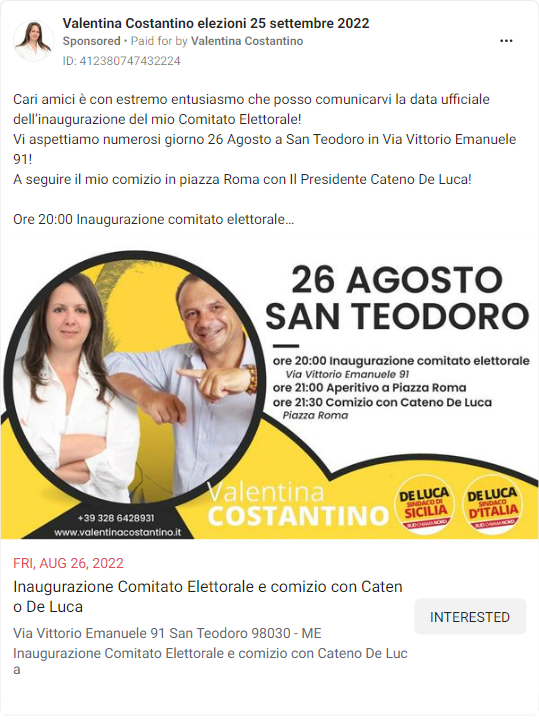 Valentina Costantino elezioni 25 settembre 2022
Sponsored • Paid for by Valentina Costantino
ID: 412380747432224
Cari amici è con estremo entusiasmo che posso comunicarvi la data ufficiale
dell'inaugurazione del mio Comitato Elettorale!
Vi aspettiamo numerosi giorno 26 Agosto a San Teodoro in Via Vittorio Emanuele
91!
A seguire il mio comizio in piazza Roma con Il Presidente Cateno De Luca!
Ore 20:00 Inaugurazione comitato elettorale...
26 AGOSTO
SAN TEODORO
ore 20:00 Inaugurazione comitato elettorale
Via Vittorio Emanuele 91
ore 21:00 Aperitivo a Piazza Roma
ore 21:30 Comizio con Cateno De Luca
Piazza Roma
Valentina
COSTANTINO
+39 328 6428931
www.valentinacostantino.it
DE LUCA
SINDACO DI
SICILIA
SUD CHIAMA NORD
DE LUCA
SINDACO
D'ITALIA
SUD CHIAMA NORD
FRI, AUG 26, 2022
Inaugurazione Comitato Elettorale e comizio con Caten
o De Luca
Via Vittorio Emanuele 91 San Teodoro 98030 - ME
Inaugurazione Comitato Elettorale e comizio con Cateno De Luc
a
INTERESTED